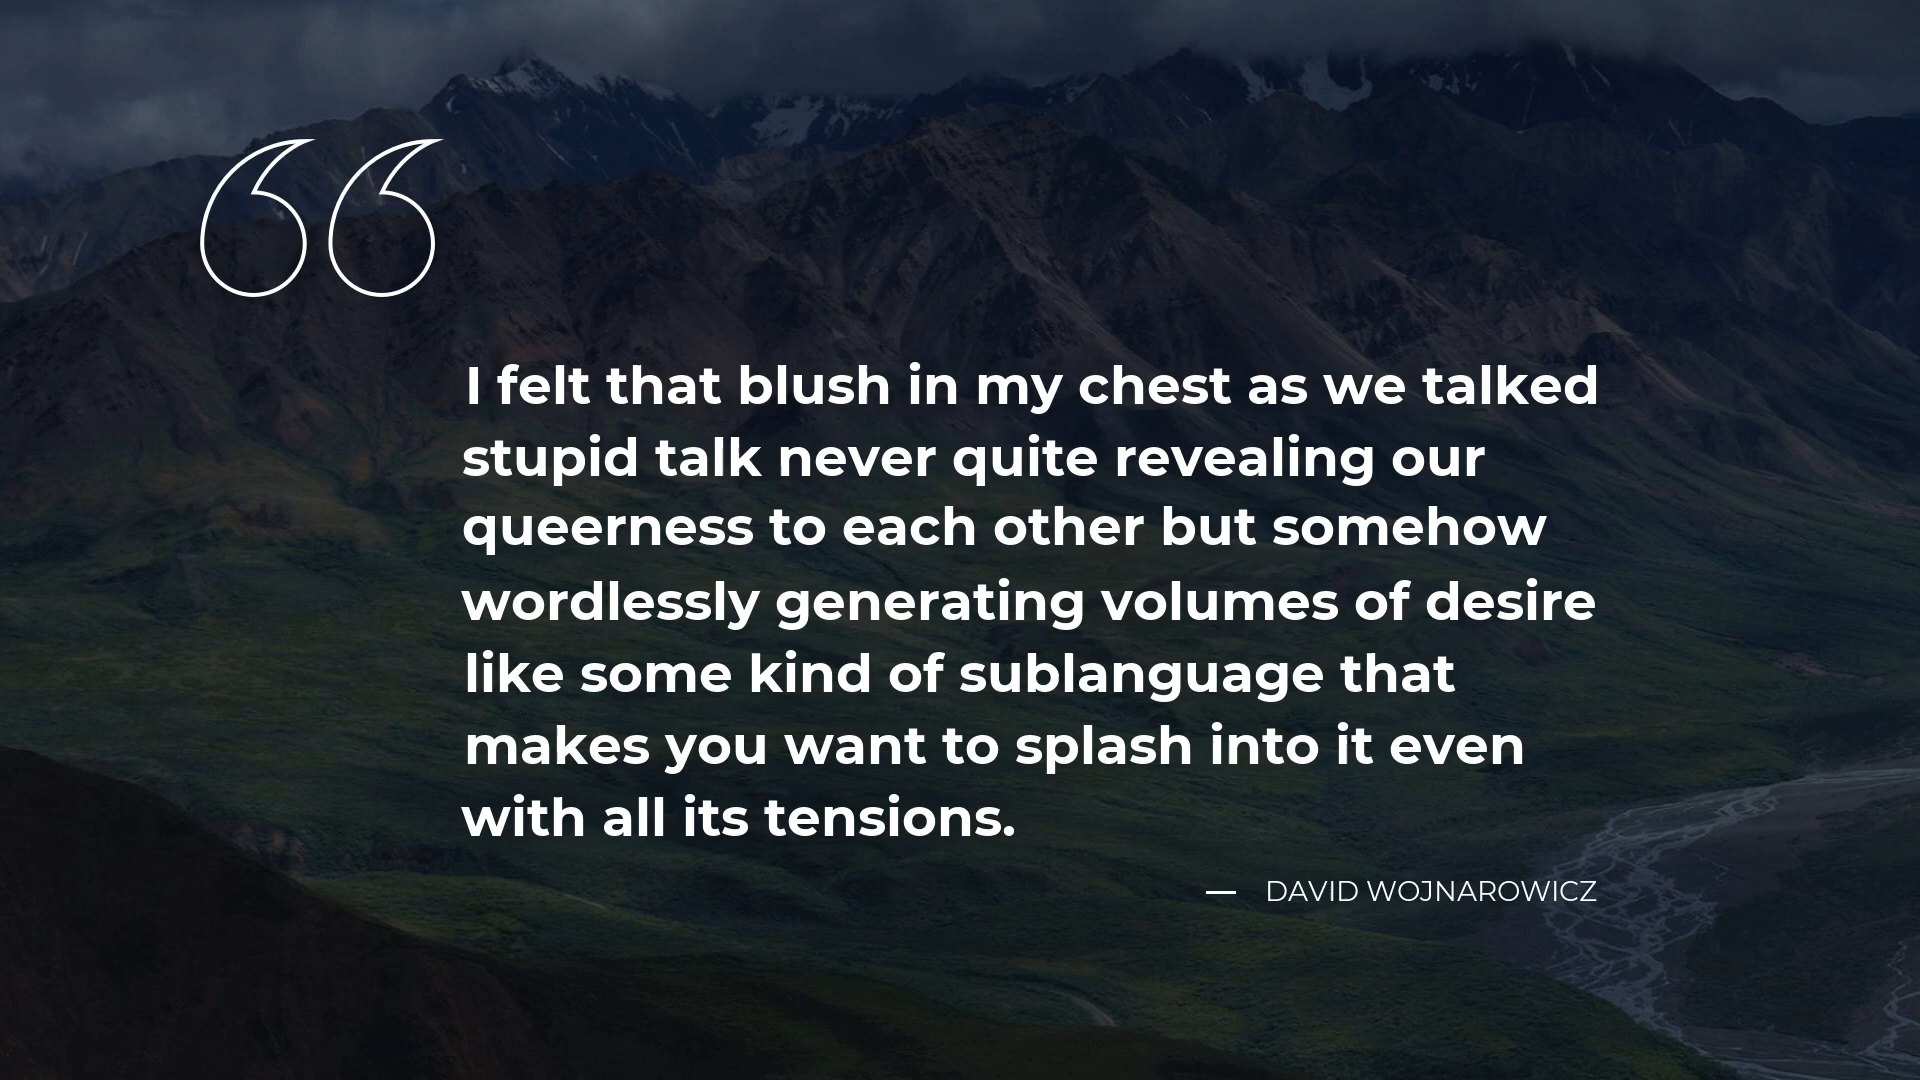 “
I felt that blush in my chest as we talked
stupid talk never quite revealing our
queerness to each other but somehow
wordlessly generating volumes of desire
like some kind of sublanguage that
makes you want to splash into it even
with all its tensions.
— DAVID WOJNAROWICZ